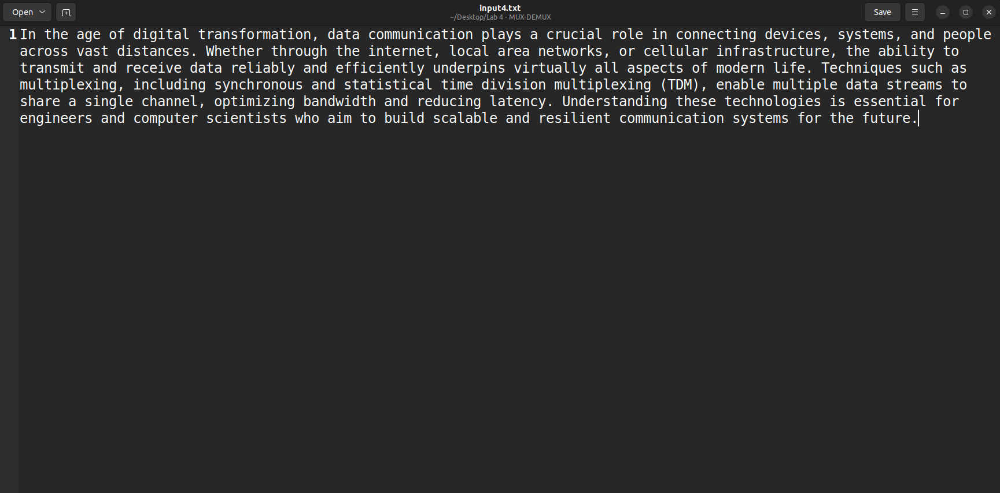 Open
input4.txt
~/Desktop/Lab 4 - MUX-DEMUX
Save
1 In the age of digital transformation, data communication plays a crucial role in connecting devices, systems, and people
across vast distances. Whether through the internet, local area networks, or cellular infrastructure, the ability to
transmit and receive data reliably and efficiently underpins virtually all aspects of modern life. Techniques such as
multiplexing, including synchronous and statistical time division multiplexing (TDM), enable multiple data streams to
share a single channel, optimizing bandwidth and reducing latency. Understanding these technologies is essential for
engineers and computer scientists who aim to build scalable and resilient communication systems for the future.